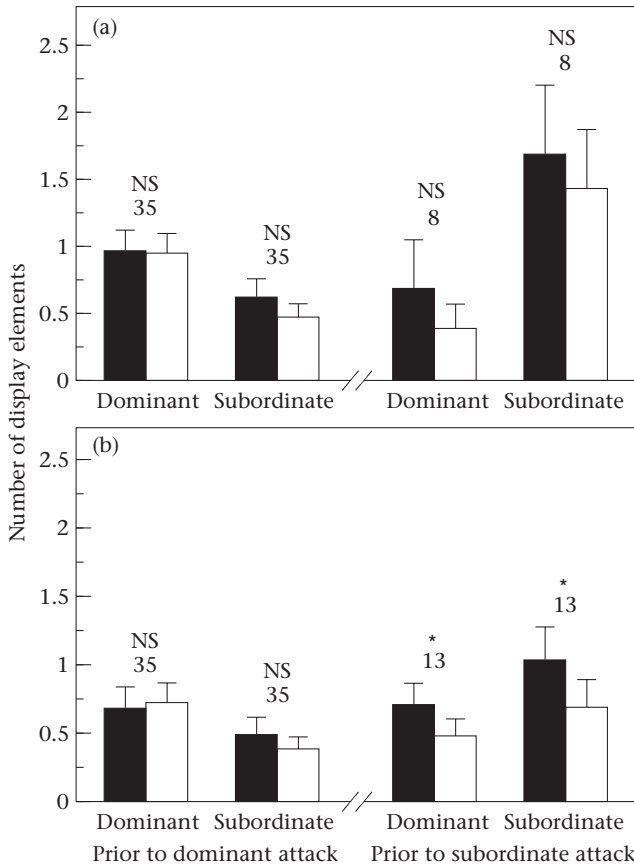 (a)
2.5
2
1.5
1
0.5
0
NS
35
NS
35
NS
8
NS
8
Dominant Subordinate Dominant Subordinate
Number of display elements
(b)
2.5
2
1.5
1
0.5
0
NS
35
NS
35
*
13
*
13
Dominant Subordinate Dominant Subordinate
Prior to dominant attack Prior to subordinate attack